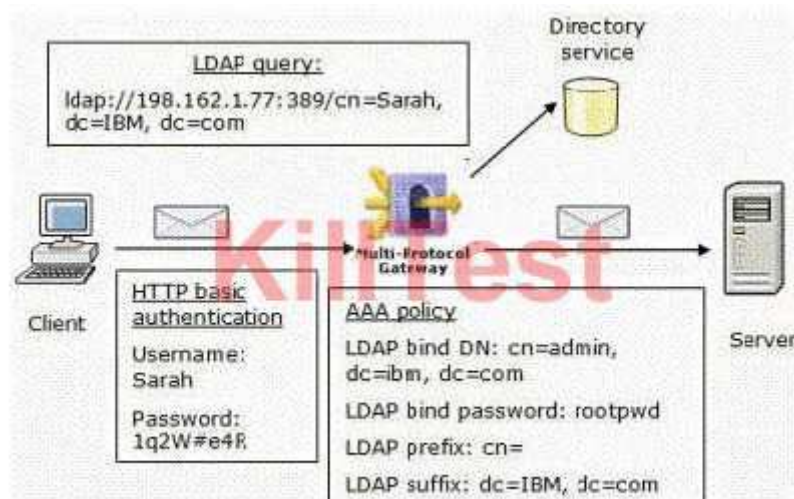 Directory
service
LDAP query:
ldap://198.162.1.77:389/cn=Sarah,
dc=IBM, dc=com
KillTest
Multi-Protocol
Gateway
Client
HTTP basic
authentication
Username:
Sarah
Password:
1q2W#e4R
AAA policy
LDAP bind DN: cn=admin,
dc=ibm, dc=com
LDAP bind password: rootpwd
LDAP prefix: cn=
LDAP suffix: dc=IBM, dc=com
Server